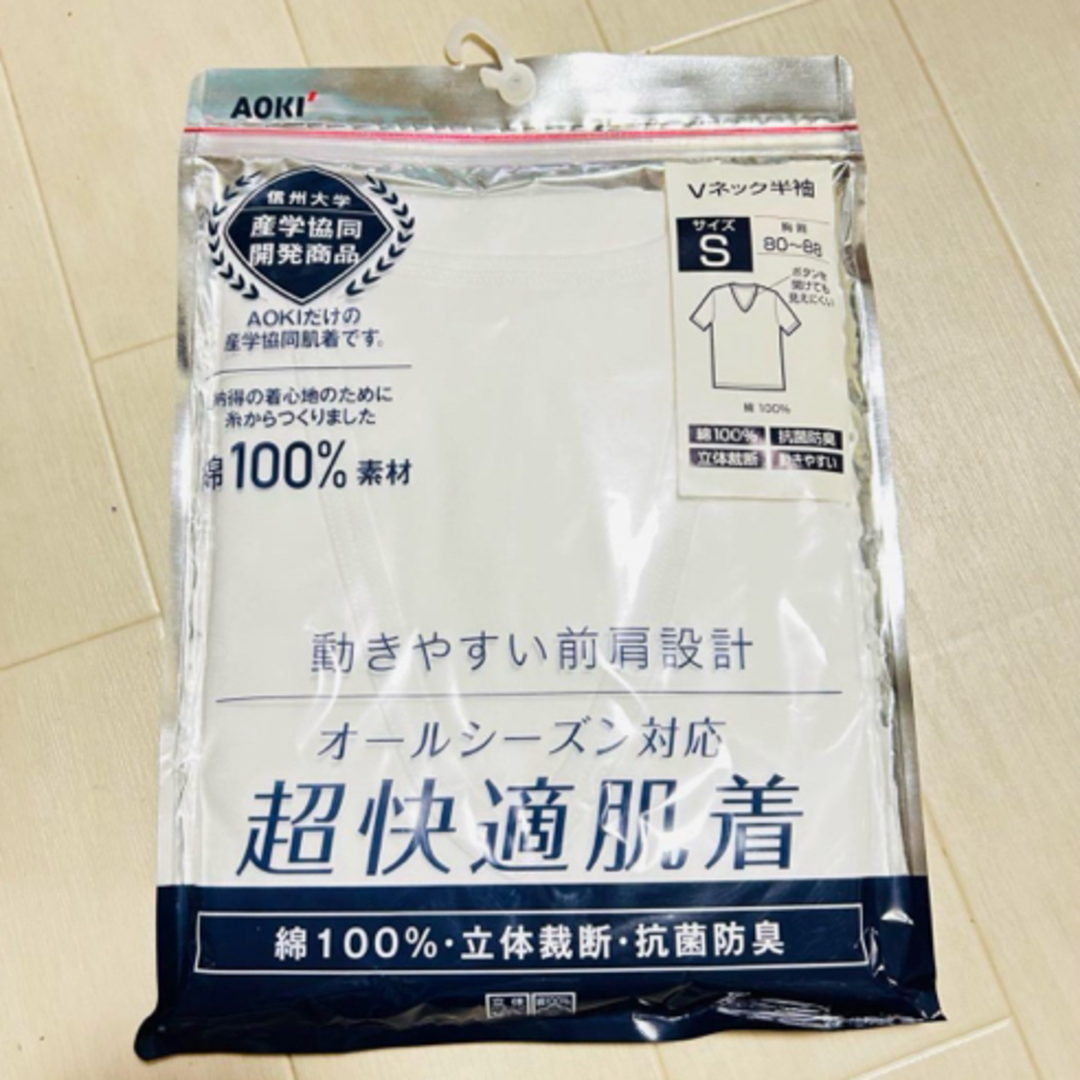 AOKI
信州大学
産学協同
開発商品
AOKIだけの
産学協同肌着です。
納得の着心地のために
糸からつくりました
綿100%素材
Vネック半袖
サイズ
S
胸囲
80〜88
ボタンを
開けても
見えにくい
綿100%
綿100% 抗菌防臭
立体裁断 動きやすい
動きやすい前肩設計
オールシーズン対応
超快適肌着
綿100%・立体裁断・抗菌防臭